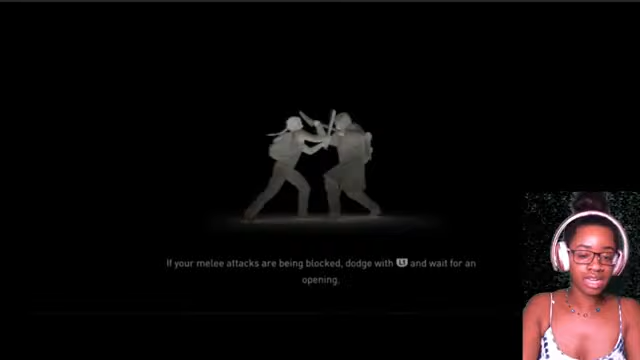 If your melee attacks are being blocked, dodge with L1 and wait for an
opening.